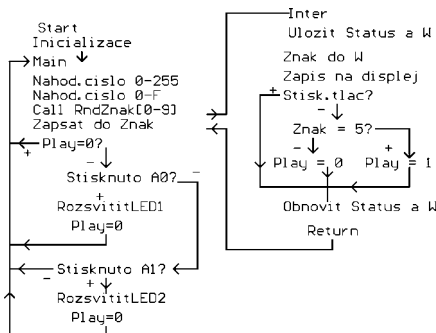 Start
Inicializace
Main
Nahod.cislo 0-255
Nahod.cislo 0-F
Call RndZnak[0-9]
Zapsat do Znak
Play=0?
+
-
Stisknuto A0?
-
+
RozsvititLED1
Play=0
Stisknuto A1?
-
+
RozsvititLED2
Play=0
Inter
Ulozit Status a W
Znak do W
Zapis na displej
+
Stisk.tlac?
-
Znak = 5?
-
+
Play = 0
Play = 1
Obnovit Status a W
Return